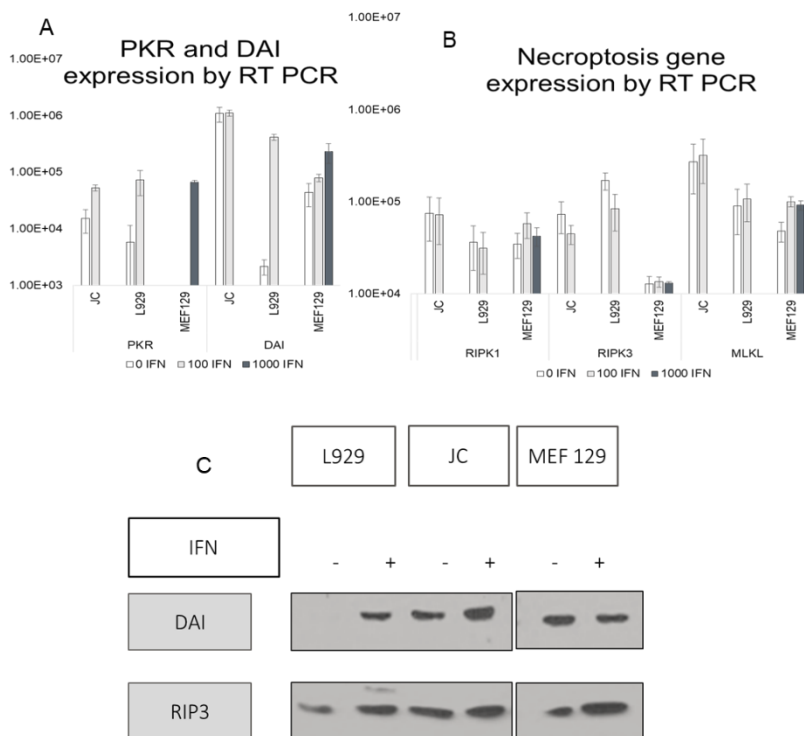 A
PKR and DAI
expression by RT PCR
1.00E+07
1.00E+06
1.00E+05
1.00E+04
1.00E+03
JC
L929
MEF129
JC
L929
MEF129
PKR
DAI
0 IFN
100 IFN
1000 IFN
B
Necroptosis gene
expression by RT PCR
1.00E+07
1.00E+06
1.00E+05
1.00E+04
JC
L929
MEF129
JC
L929
MEF129
JC
L929
MEF129
RIPK1
RIPK3
MLKL
0 IFN
100 IFN
1000 IFN
C
L929
JC
MEF 129
IFN
- + - + - +
DAI
RIP3